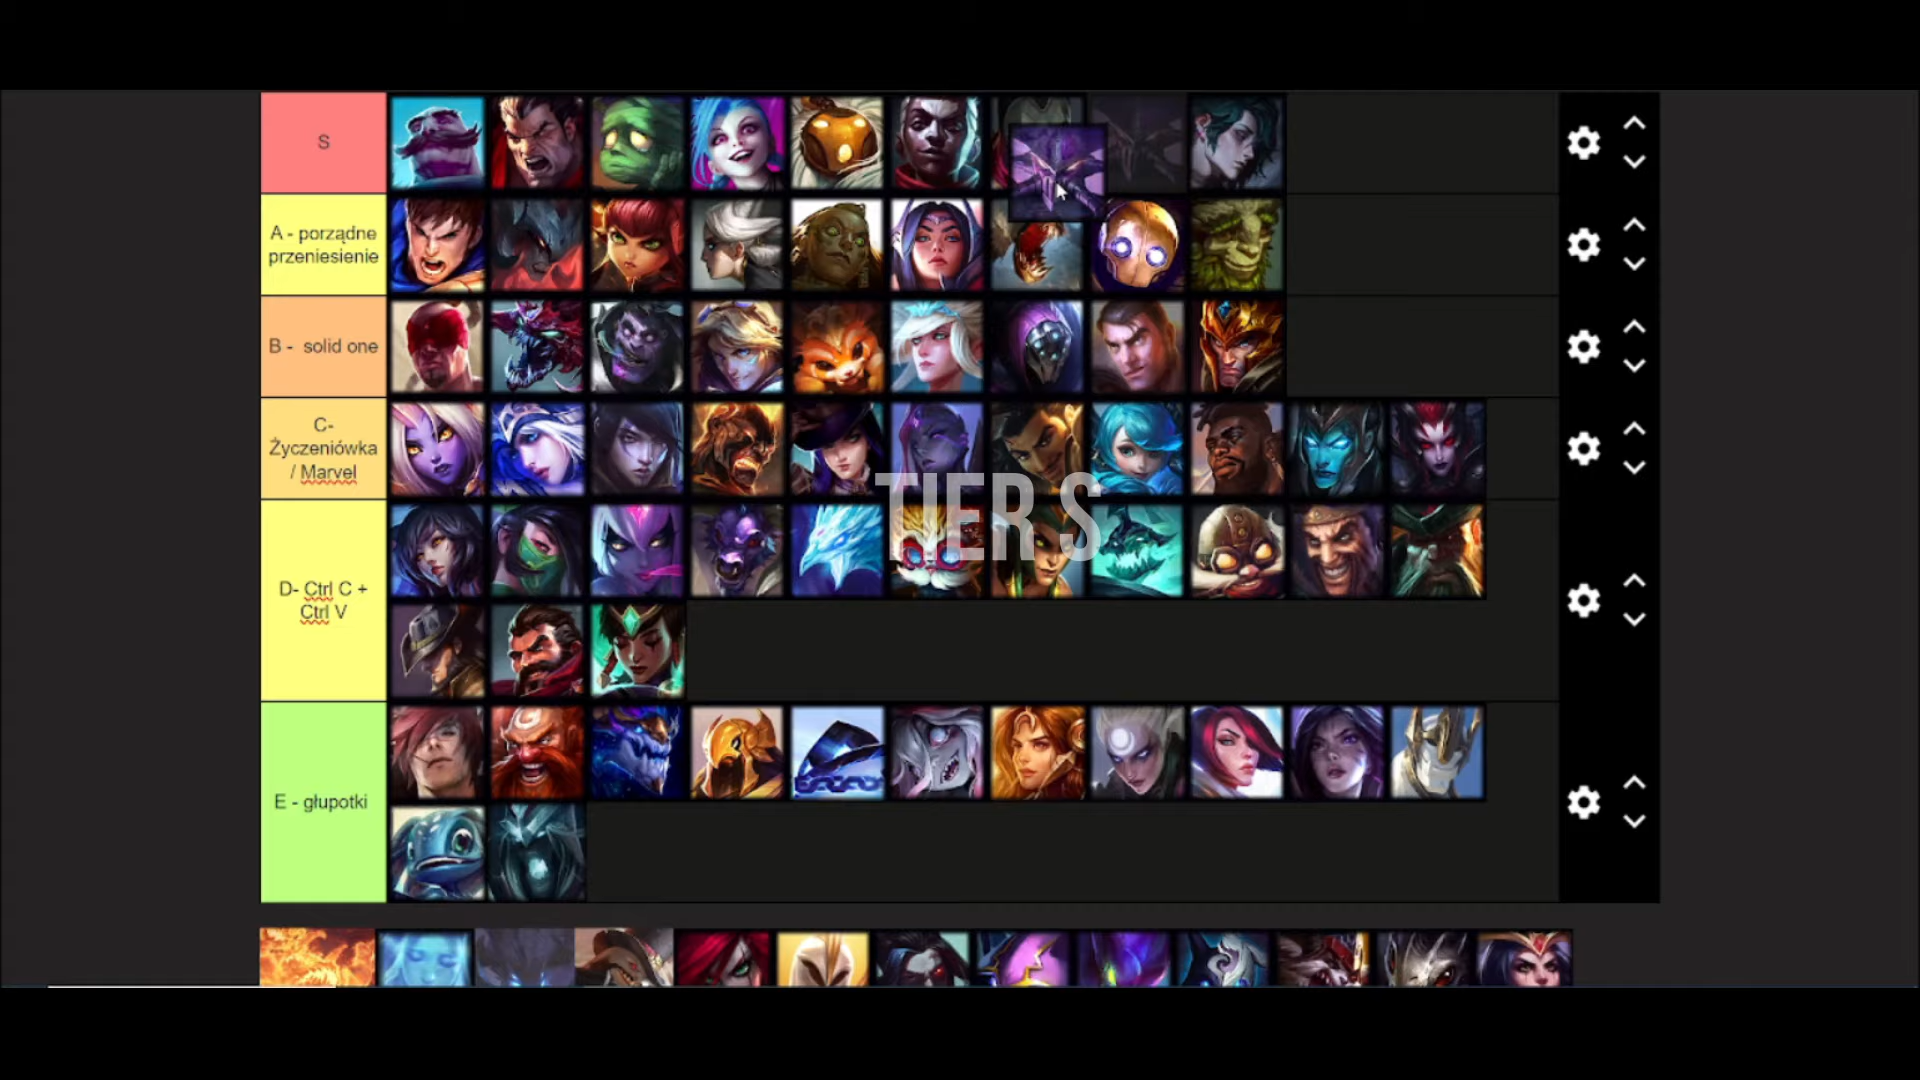 S
A - porządne
przeniesienie
B -  solid one
C-
Życzeniówka
/ Marvel
TIER S
D- Ctrl C +
Ctrl V
E - głupotki